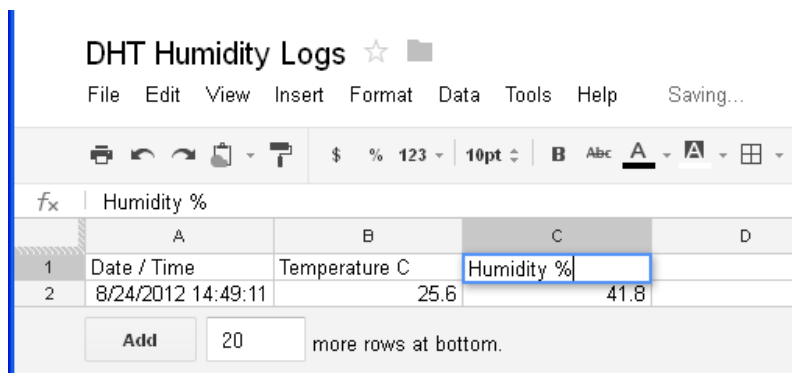 DHT Humidity Logs
File Edit View Insert Format Data Tools Help Saving...
$ % 123 10pt B Abc A A
fx Humidity %
A B C D
1 Date / Time Temperature C Humidity %
2 8/24/2012 14:49:11 25.6 41.8
Add 20 more rows at bottom.